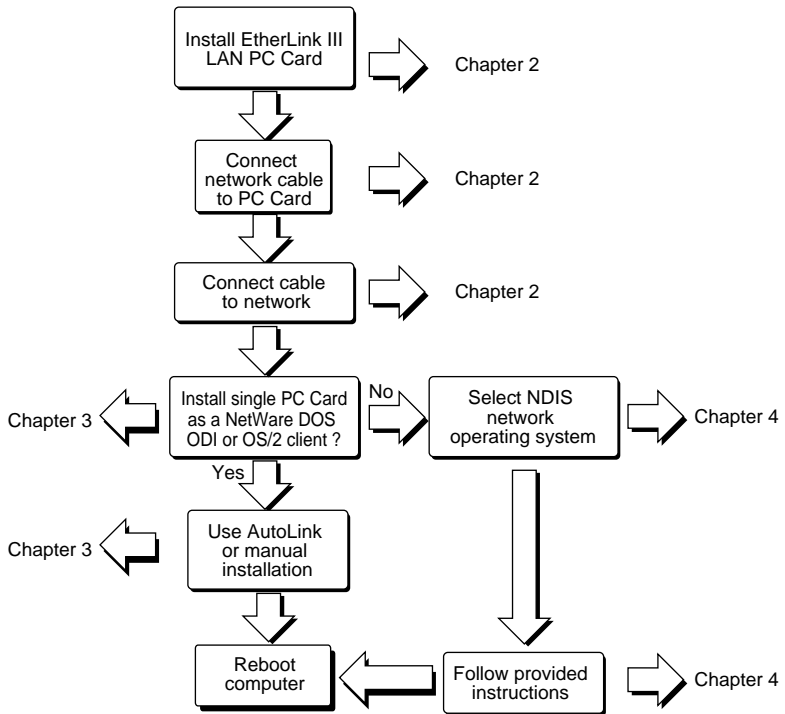 Install EtherLink III
LAN PC Card
Chapter 2
Connect
network cable
to PC Card
Chapter 2
Connect cable
to network
Chapter 2
Chapter 3
Install single PC Card
as a NetWare DOS
ODI or OS/2 client ?
No
Select NDIS
network
operating system
Chapter 4
Yes
Chapter 3
Use AutoLink
or manual
installation
Reboot
computer
Follow provided
instructions
Chapter 4